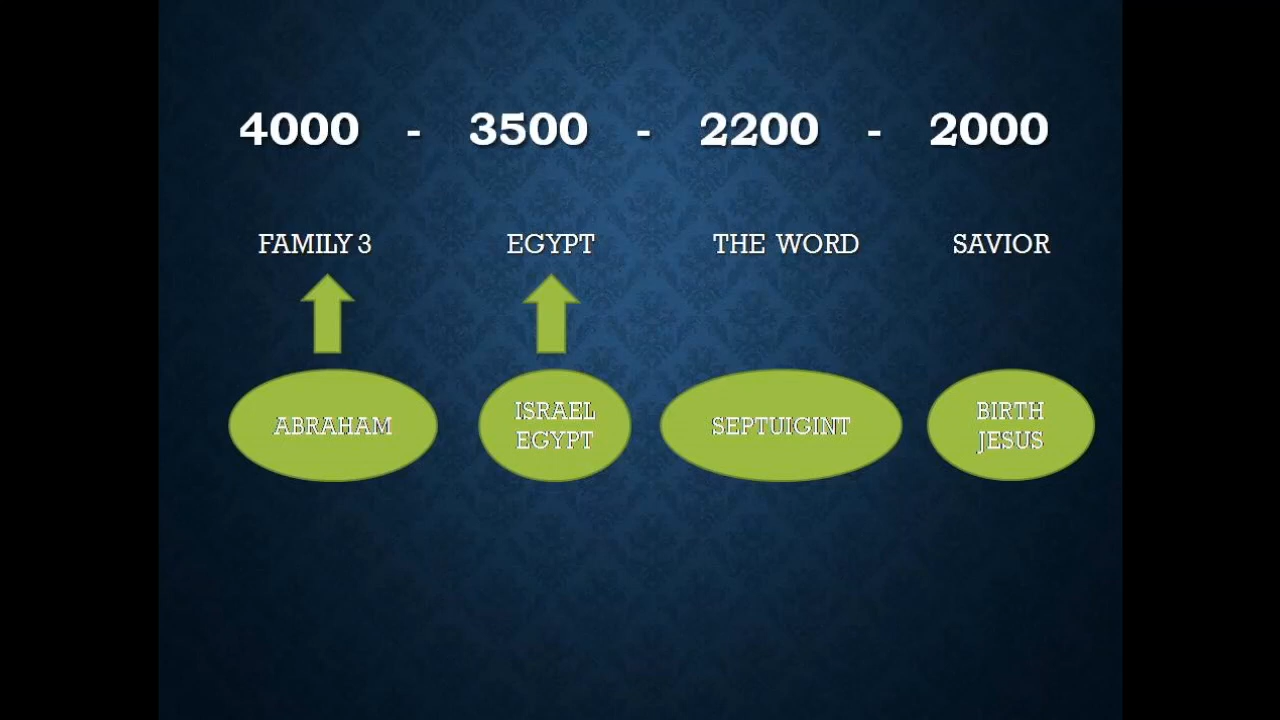 4000 - 3500 - 2200 - 2000
FAMILY 3 EGYPT THE WORD SAVIOR
ABRAHAM
ISRAEL
EGYPT
SEPTUIGINT
BIRTH
JESUS